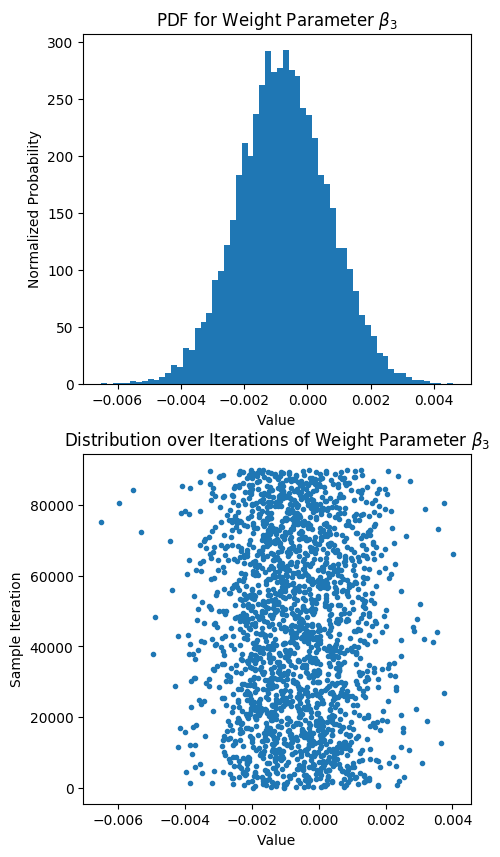 PDF for Weight Parameter β₃
300
250
200
150
100
50
0
Normalized Probability
−0.006 −0.004 −0.002 0.000 0.002 0.004
Value
Distribution over Iterations of Weight Parameter β₃
80000
60000
40000
20000
0
Sample Iteration
−0.006 −0.004 −0.002 0.000 0.002 0.004
Value